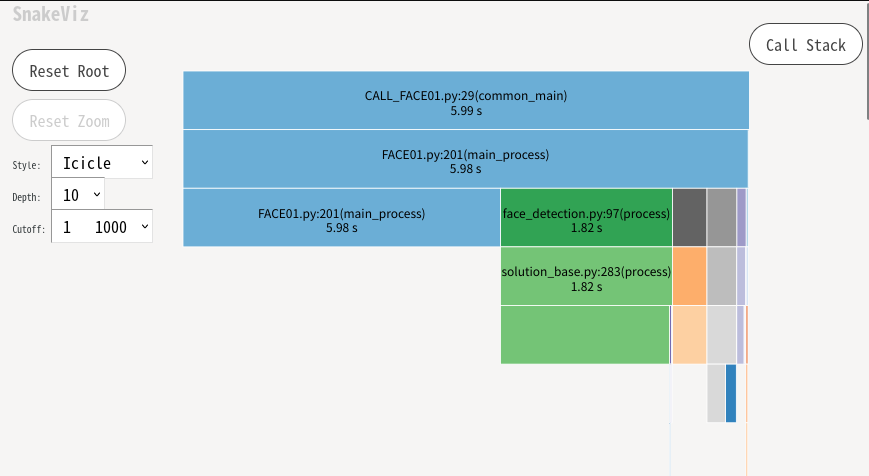 SnakeViz
Reset Root
Call Stack
Reset Zoom
Style: Icicle
Depth: 10
Cutoff: 1 1000
CALL_FACE01.py:29(common_main)
5.99 s
FACE01.py:201(main_process)
5.98 s
FACE01.py:201(main_process)
5.98 s
face_detection.py:97(process)
1.82 s
solution_base.py:283(process)
1.82 s